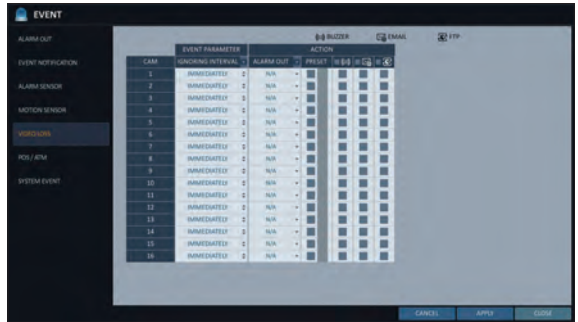 EVENT
ALARM OUT
EVENT NOTIFICATION
ALARM SENSOR
MOTION SENSOR
VIDEO LOSS
POS / ATM
SYSTEM EVENT
BUZZER EMAIL FTP
EVENT PARAMETER ACTION
CAM IGNORING INTERVAL ALARM OUT PRESET
1 IMMEDIATELY N/A
2 IMMEDIATELY N/A
3 IMMEDIATELY N/A
4 IMMEDIATELY N/A
5 IMMEDIATELY N/A
6 IMMEDIATELY N/A
7 IMMEDIATELY N/A
8 IMMEDIATELY N/A
9 IMMEDIATELY N/A
10 IMMEDIATELY N/A
11 IMMEDIATELY N/A
12 IMMEDIATELY N/A
13 IMMEDIATELY N/A
14 IMMEDIATELY N/A
15 IMMEDIATELY N/A
16 IMMEDIATELY N/A
CANCEL APPLY CLOSE